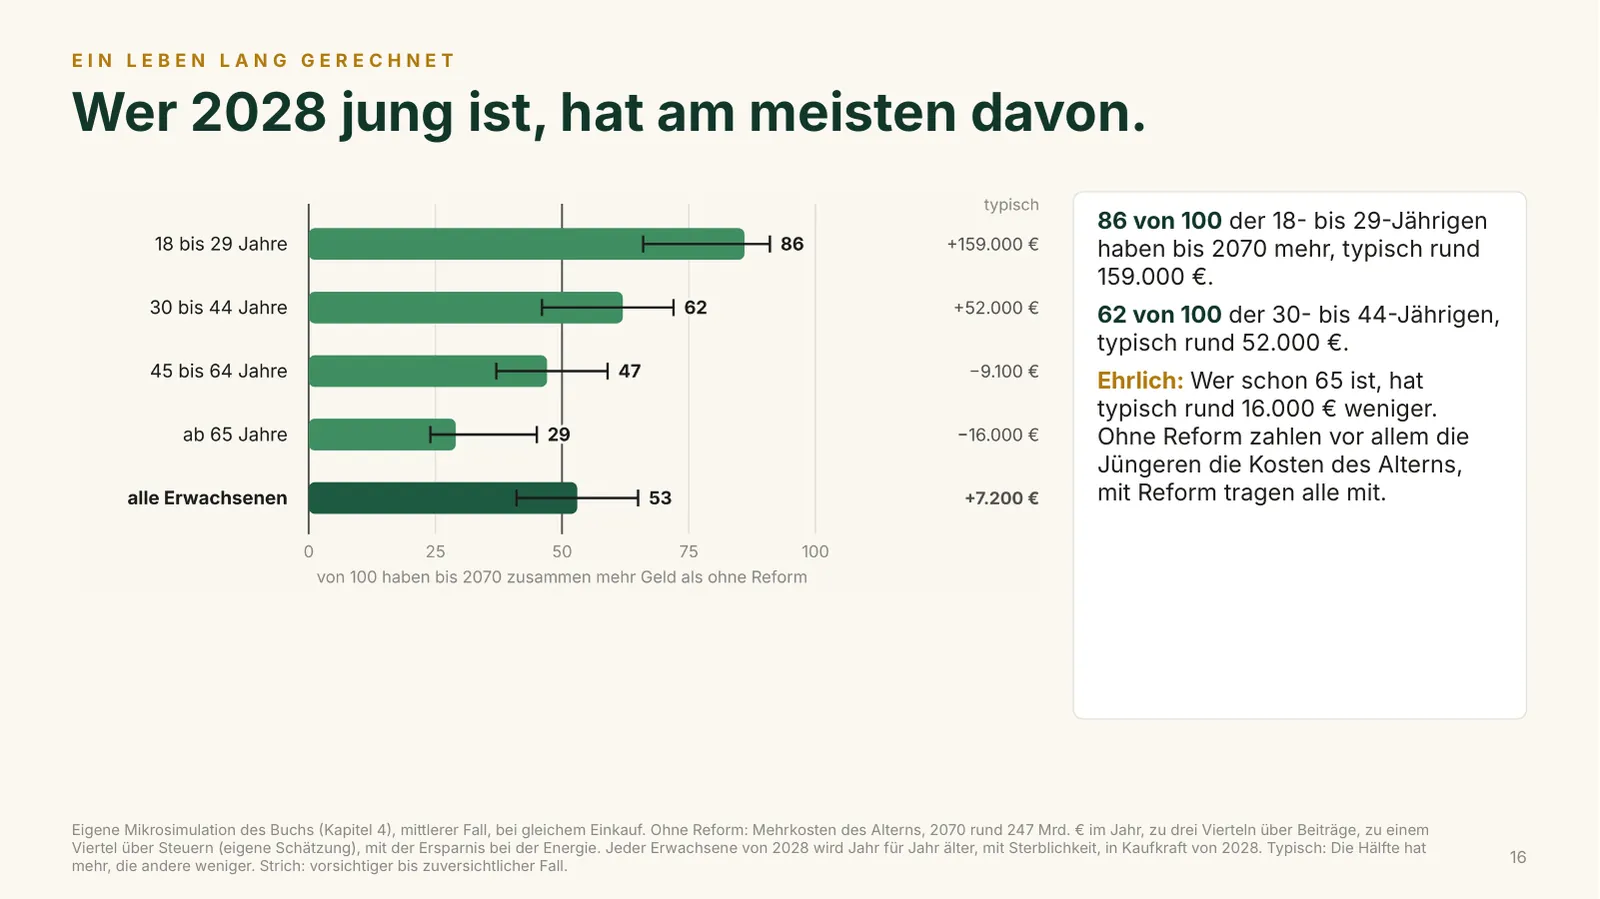 EIN LEBEN LANG GERECHNET
Wer 2028 jung ist, hat am meisten davon.
typisch
18 bis 29 Jahre 86 +159.000 €
30 bis 44 Jahre 62 +52.000 €
45 bis 64 Jahre 47 −9.100 €
ab 65 Jahre 29 −16.000 €
alle Erwachsenen 53 +7.200 €
0 25 50 75 100
von 100 haben bis 2070 zusammen mehr Geld als ohne Reform
86 von 100 der 18- bis 29-Jährigen
haben bis 2070 mehr, typisch rund
159.000 €.
62 von 100 der 30- bis 44-Jährigen,
typisch rund 52.000 €.
Ehrlich: Wer schon 65 ist, hat
typisch rund 16.000 € weniger.
Ohne Reform zahlen vor allem die
Jüngeren die Kosten des Alterns,
mit Reform tragen alle mit.
Eigene Mikrosimulation des Buchs (Kapitel 4), mittlerer Fall, bei gleichem Einkauf. Ohne Reform: Mehrkosten des Alterns, 2070 rund 247 Mrd. € im Jahr, zu drei Vierteln über Beiträge, zu einem
Viertel über Steuern (eigene Schätzung), mit der Ersparnis bei der Energie. Jeder Erwachsene von 2028 wird Jahr für Jahr älter, mit Sterblichkeit, in Kaufkraft von 2028. Typisch: Die Hälfte hat
mehr, die andere weniger. Strich: vorsichtiger bis zuversichtlicher Fall.
16